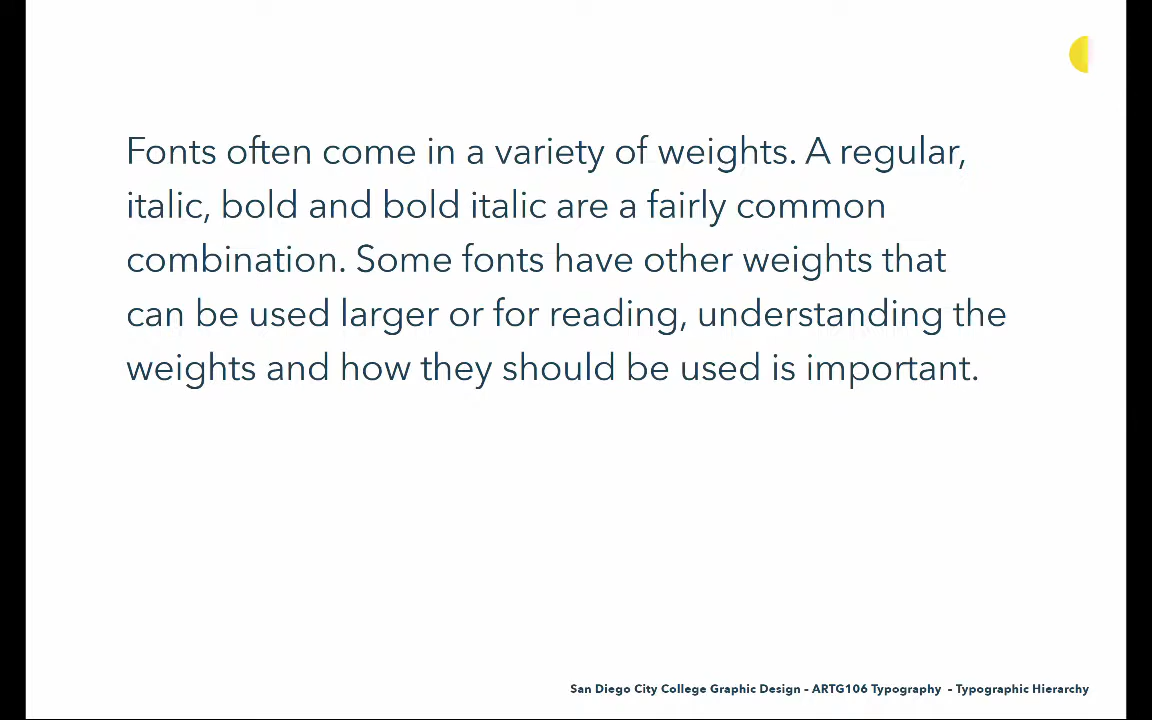 Fonts often come in a variety of weights. A regular,
italic, bold and bold italic are a fairly common
combination. Some fonts have other weights that
can be used larger or for reading, understanding the
weights and how they should be used is important.
San Diego City College Graphic Design – ARTG106 Typography – Typographic Hierarchy